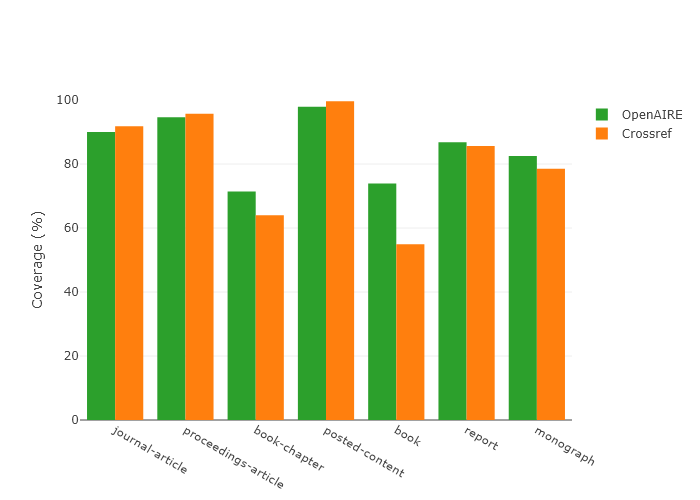 100
80
60
40
20
0
Coverage (%)
journal-article
proceedings-article
book-chapter
posted-content
book
report
monograph
OpenAIRE
Crossref